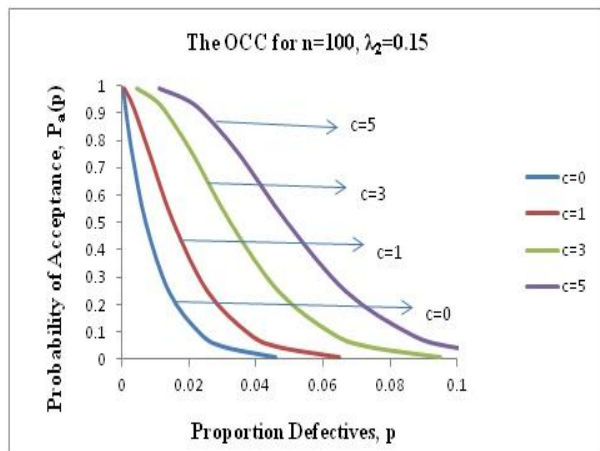 The OCC for n=100, λ2=0.15
Probability of Acceptance, Pa(p)
1
0.9
0.8
0.7
0.6
0.5
0.4
0.3
0.2
0.1
0
c=5
c=3
c=1
c=0
0
0.02
0.04
0.06
0.08
0.1
Proportion Defectives, p
c=0
c=1
c=3
c=5